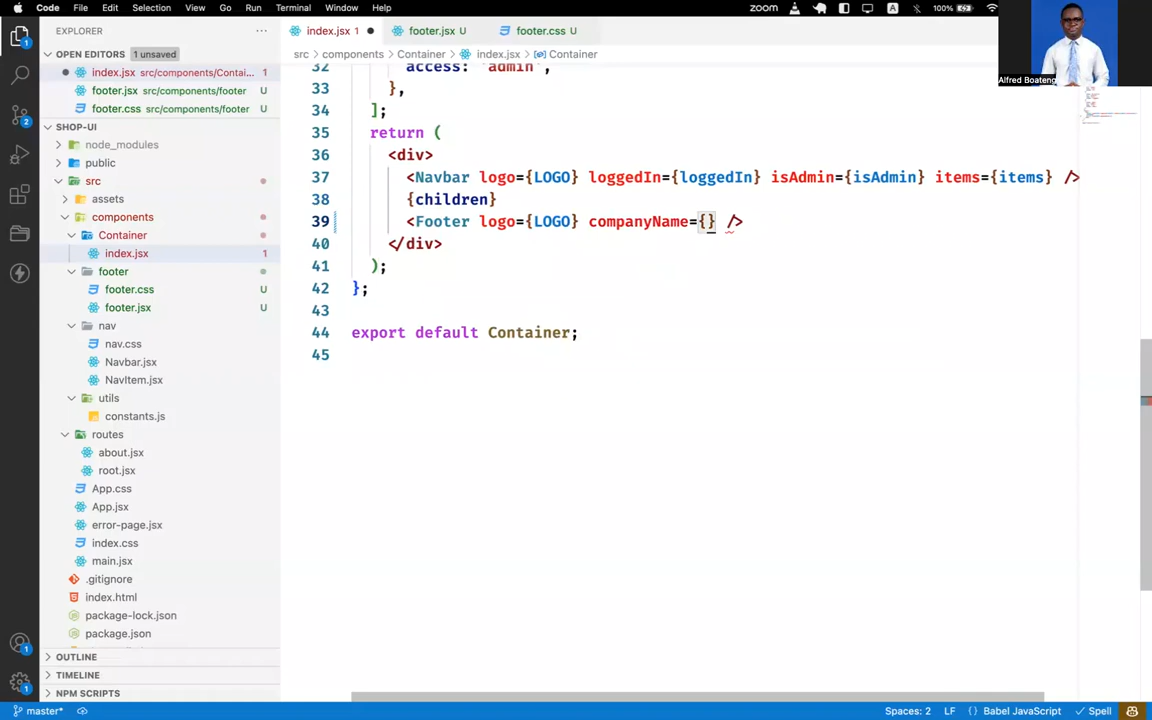 Code File Edit Selection View Go Run Terminal Window Help zoom A 100%
EXPLORER
index.jsx 1 footer.jsx U footer.css U
OPEN EDITORS 1 unsaved
index.jsx src/components/Contai... 1
footer.jsx src/components/footer U
footer.css src/components/footer U
SHOP-UI
node_modules
public
src
assets
components
Container
index.jsx 1
footer
footer.css U
footer.jsx U
nav
nav.css
Navbar.jsx
NavItem.jsx
utils
constants.js
routes
about.jsx
root.jsx
App.css
App.jsx
error-page.jsx
index.css
main.jsx
.gitignore
index.html
package-lock.json
package.json
OUTLINE
TIMELINE
NPM SCRIPTS
src > components > Container > index.jsx > Container
32 access: "admin",
33 },
34 ];
35 return (
36 <div>
37 <Navbar logo={LOGO} loggedIn={loggedIn} isAdmin={isAdmin} items={items} />
38 {children}
39 <Footer logo={LOGO} companyName={} />
40 </div>
41 );
42 };
43
44 export default Container;
45
Alfred Boateng
1
2
1
1
master* Spaces: 2 LF {} Babel JavaScript Spell